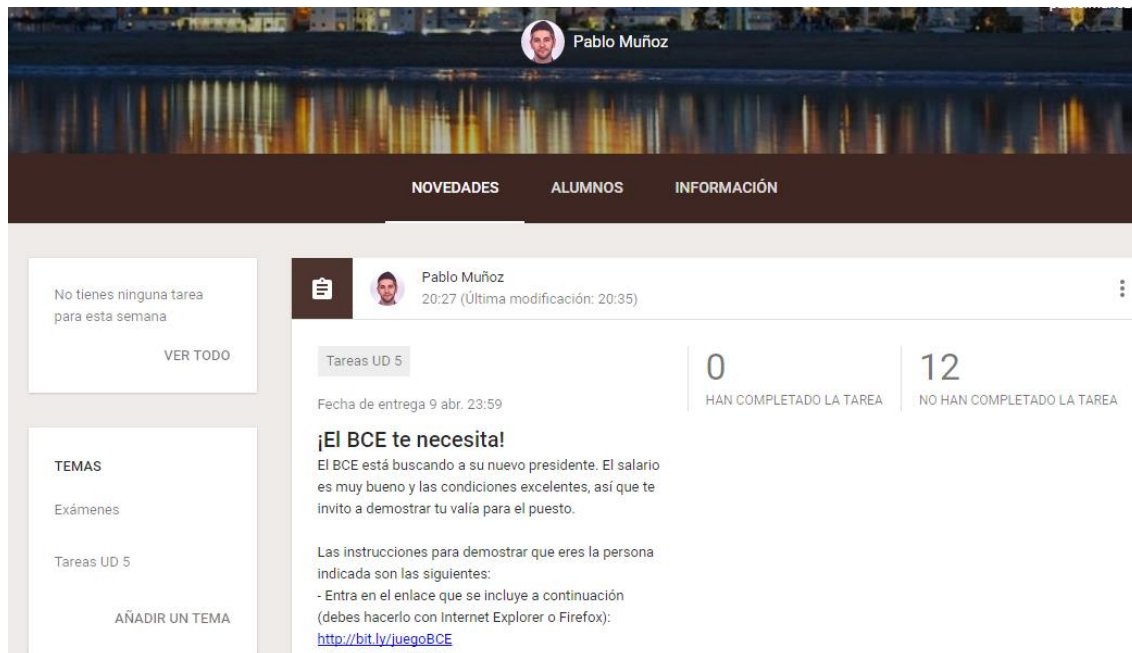 Pablo Muñoz
NOVEDADES
ALUMNOS
INFORMACIÓN
No tienes ninguna tarea
para esta semana
VER TODO
TEMAS
Exámenes
Tareas UD 5
AÑADIR UN TEMA
Pablo Muñoz
20:27 (Última modificación: 20:35)
Tareas UD 5
Fecha de entrega 9 abr. 23:59
0
HAN COMPLETADO LA TAREA
12
NO HAN COMPLETADO LA TAREA
¡El BCE te necesita!
El BCE está buscando a su nuevo presidente. El salario
es muy bueno y las condiciones excelentes, así que te
invito a demostrar tu valía para el puesto.
Las instrucciones para demostrar que eres la persona
indicada son las siguientes:
- Entra en el enlace que se incluye a continuación
(debes hacerlo con Internet Explorer o Firefox):
http://bit.ly/juegoBCE